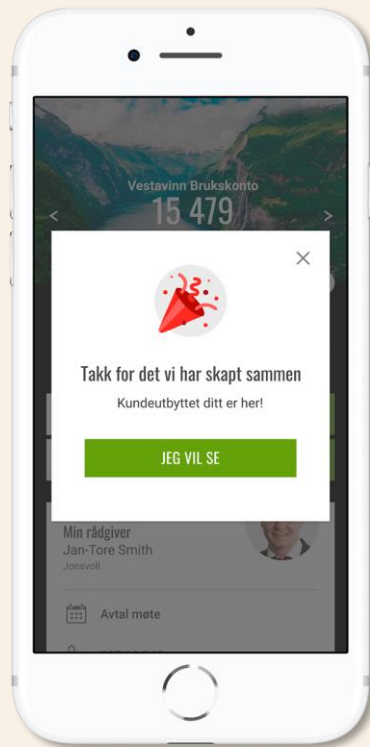 Vestavinn Brukskonto
15 479
Takk for det vi har skapt sammen
Kundeutbyttet ditt er her!
JEG VIL SE
Min rådgiver
Jan-Tore Smith
Jonsvoll
Avtal møte